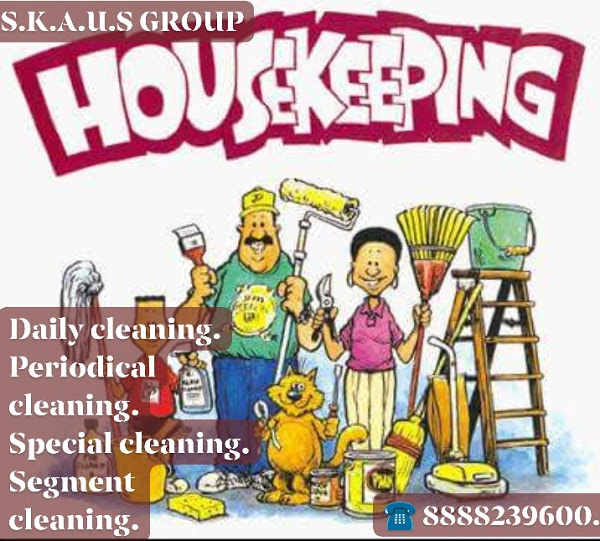 S.K.A.U.S GROUP
HOUSEKEEPING
Daily cleaning.
Periodical
cleaning.
Special cleaning.
Segment
cleaning.
☎ 8888239600.